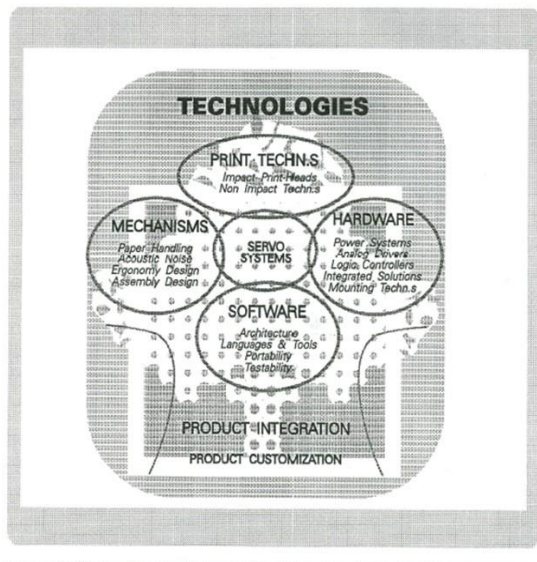 TECHNOLOGIES
PRINT TECHN.S
Impact Print-Heads
Non Impact Techn.s
MECHANISMS
Paper Handling
Acoustic Noise
Ergonomy Design
Assembly Design
SERVO
SYSTEMS
HARDWARE
Power Systems
Analog Drivers
Logic Controllers
Integrated Solutions
Mounting Techn.s
SOFTWARE
Architecture
Languages & Tools
Portability
Testability
PRODUCT INTEGRATION
PRODUCT CUSTOMIZATION